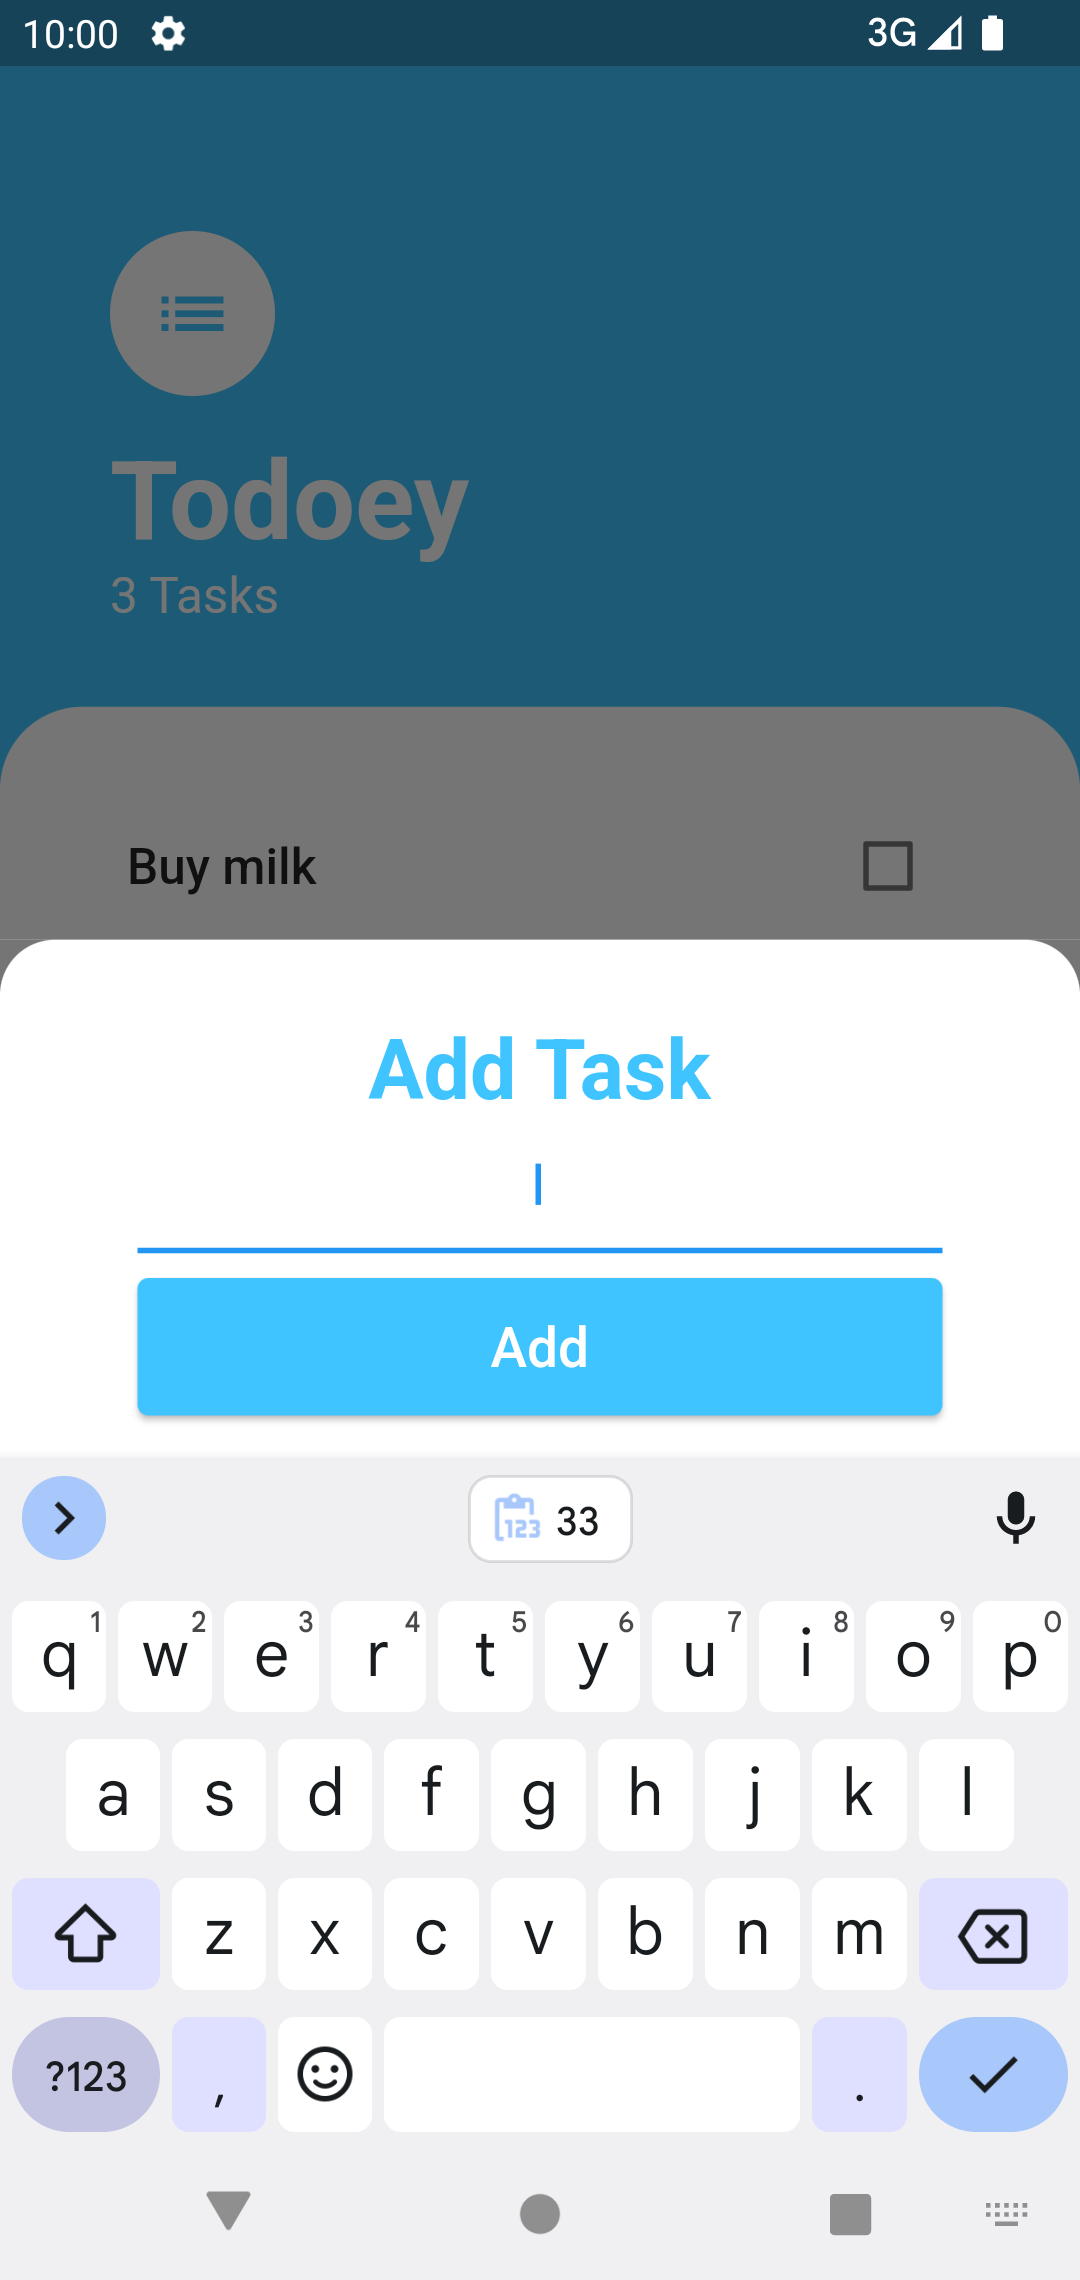 10:00 3G
Todoey
3 Tasks
Buy milk
Add Task
Add
123 33
q1 w2 e3 r4 t5 y6 u7 i8 o9 p0
a s d f g h j k l
z x c v b n m
?123 , .